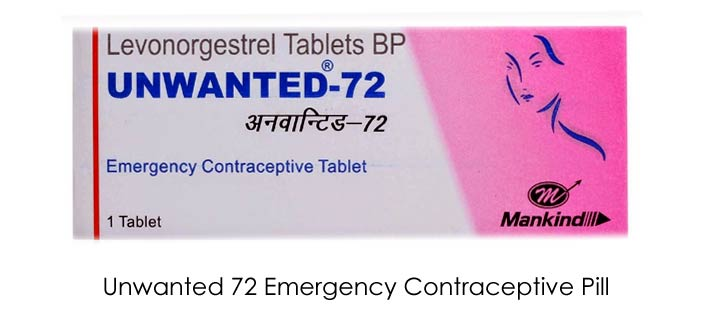 Levonorgestrel Tablets BP
UNWANTED®-72
अनवान्टिड–72
Emergency Contraceptive Tablet
1 Tablet
m
Mankind
Unwanted 72 Emergency Contraceptive Pill